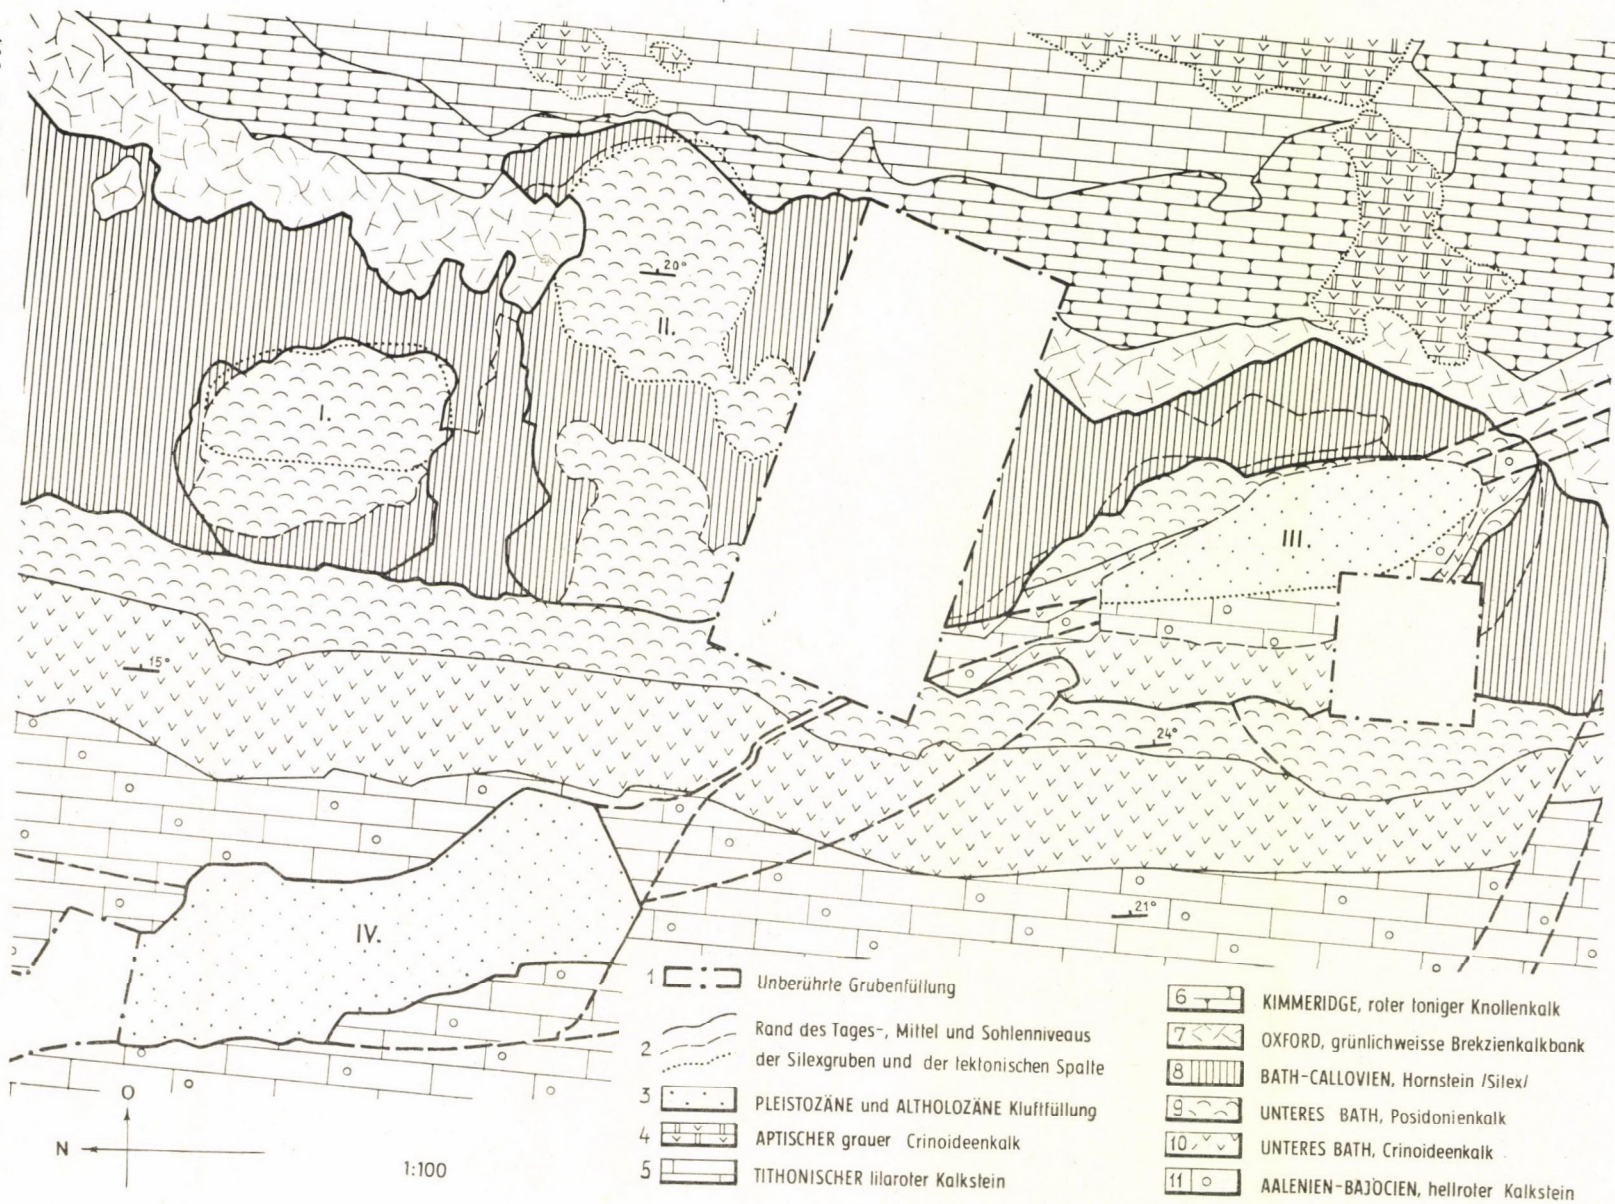 20°
II.
I.
III.
15°
24°
IV.
21°
1 Unberührte Grubenfüllung
2 Rand des Tages-, Mittel und Sohlenniveaus
der Silexgruben und der tektonischen Spalte
3 PLEISTOZÄNE und ALTHOLOZÄNE Kluftfüllung
4 APTISCHER grauer Crinoideenkalk
5 TITHONISCHER lilaroter Kalkstein
6 KIMMERIDGE, roter toniger Knollenkalk
7 OXFORD, grünlichweisse Brekzienkalkbank
8 BATH-CALLOVIEN, Hornstein /Silex/
9 UNTERES BATH, Posidonienkalk
10 UNTERES BATH, Crinoideenkalk
11 AALENIEN-BAJOCIEN, hellroter Kalkstein
O
N
1:100